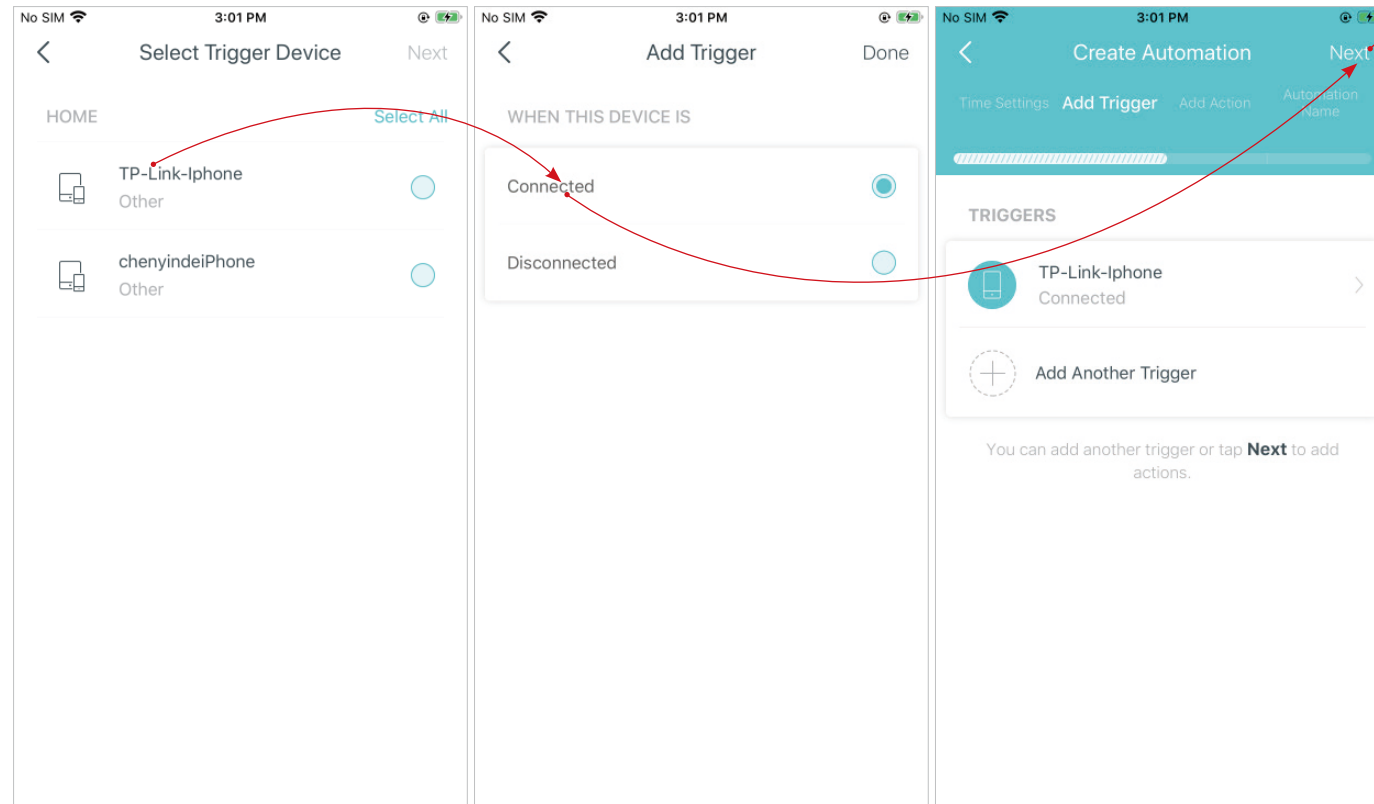 No SIM 3:01 PM
Select Trigger Device Next
HOME Select All
TP-Link-Iphone
Other
chenyindeiPhone
Other
No SIM 3:01 PM
Add Trigger Done
WHEN THIS DEVICE IS
Connected
Disconnected
No SIM 3:01 PM
Create Automation Next
Time Settings Add Trigger Add Action Automation
Name
TRIGGERS
TP-Link-Iphone
Connected
Add Another Trigger
You can add another trigger or tap Next to add
actions.